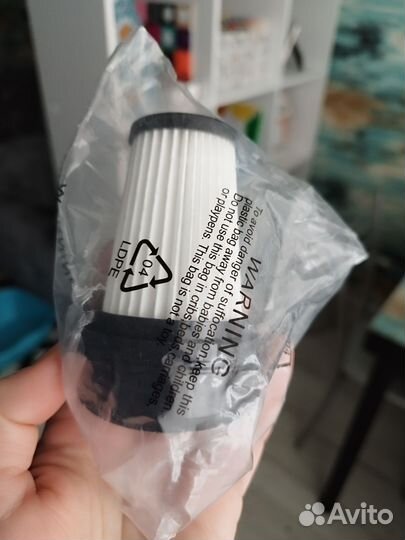 04
LDPE
WARNING
To avoid danger of suffocation, keep this
plastic bag away from babies and children.
Do not use this bag in cribs, beds, carriages,
or playpens. This bag is not a toy.
Avito